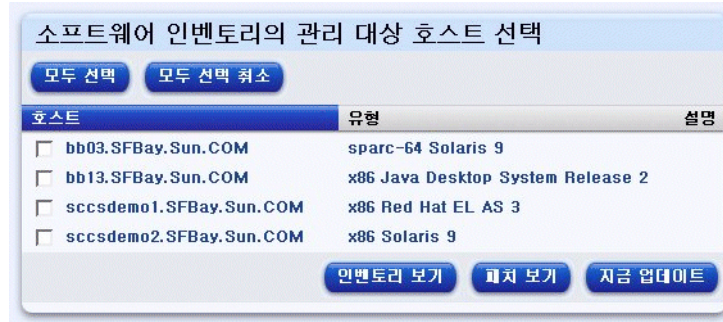 소프트웨어 인벤토리의 관리 대상 호스트 선택
모두 선택 모두 선택 취소
호스트 유형 설명
bb03.SFBay.Sun.COM sparc-64 Solaris 9
bb13.SFBay.Sun.COM x86 Java Desktop System Release 2
sccsdemo1.SFBay.Sun.COM x86 Red Hat EL AS 3
sccsdemo2.SFBay.Sun.COM x86 Solaris 9
인벤토리 보기 패치 보기 지금 업데이트